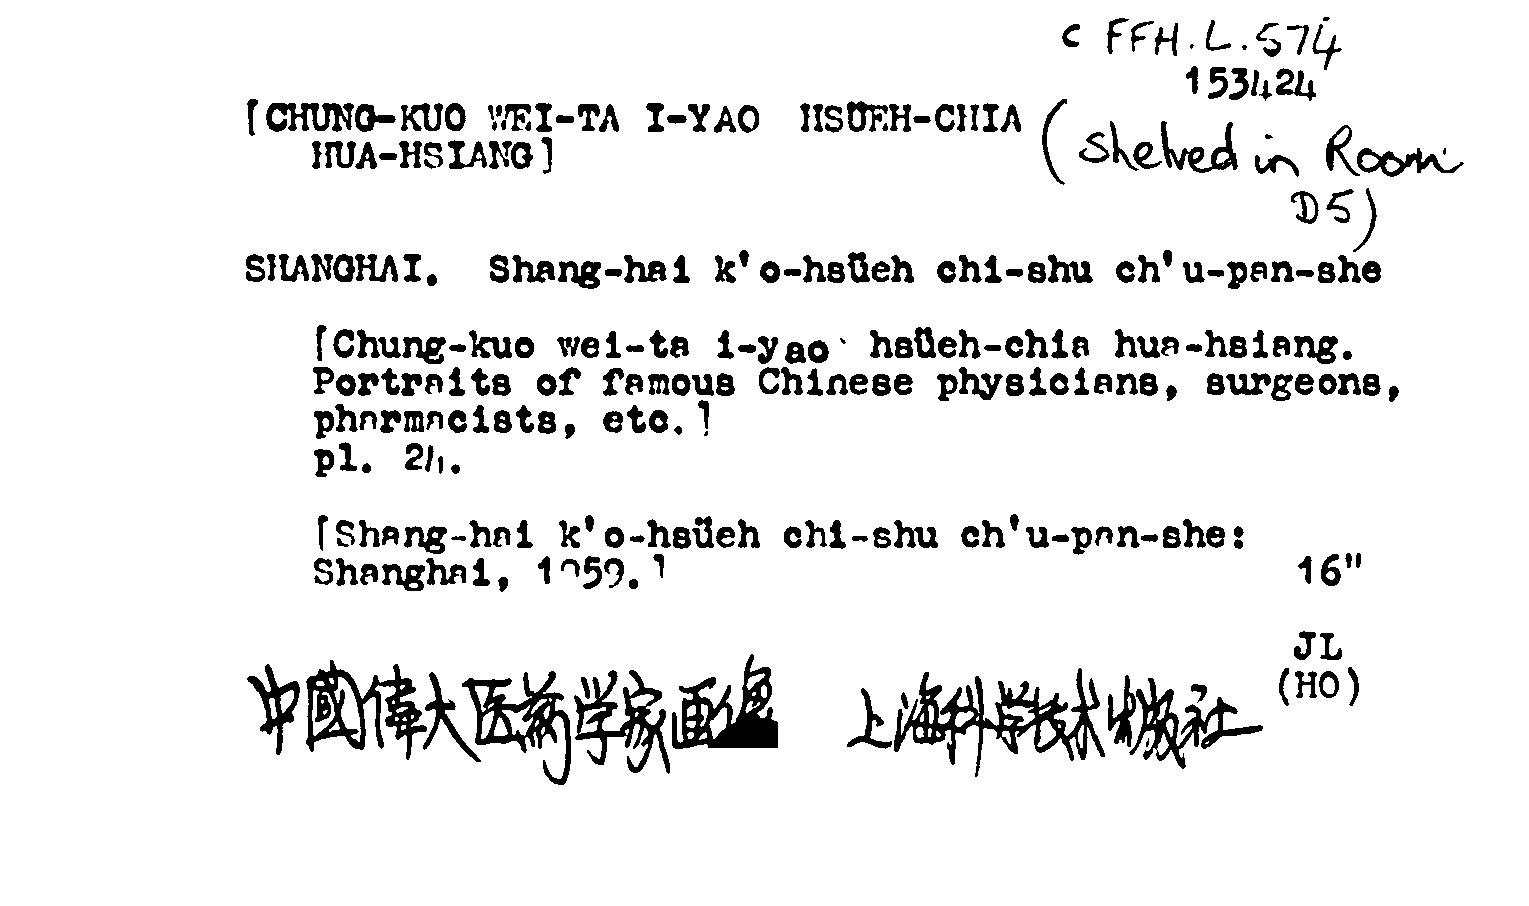 c FFH.L.574
153424
[CHUNG-KUO WEI-TA I-YAO HSÜEH-CHIA
HUA-HSIANG]
(Shelved in Room
D5)
SHANGHAI. Shang-hai k'o-hsüeh chi-shu ch'u-pan-she
[Chung-kuo wei-ta i-yao hsüeh-chia hua-hsiang.
Portraits of famous Chinese physicians, surgeons,
pharmacists, etc.]
pl. 24.
[Shang-hai k'o-hsüeh chi-shu ch'u-pan-she:
Shanghai, 1959.]
16"
JL
(HO)
中國偉大医药学家画像 上海科学技术出版社